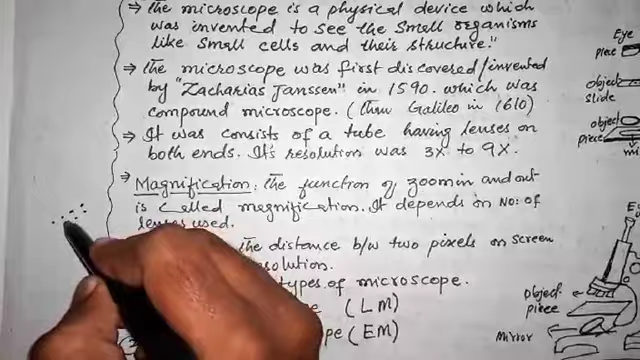 → The microscope is a physical device which
was invented to see the small organisms
like small cells and their structure."
→ The microscope was first discovered/invented
by "Zacharias Janssen" in 1590. which was
compound microscope. (then Galileo in 1610)
→ It was consists of a tube having lenses on
both ends. It's resolution was 3X to 9X.
→ Magnification: The function of zoomin and out
is called magnification. It depends on No: of
lenses used.
the distance b/w two pixels on screen
types of microscope.
(LM)
(EM)
Eye
piece
object
slide
object
piece
mi
Object
piece
Mirror